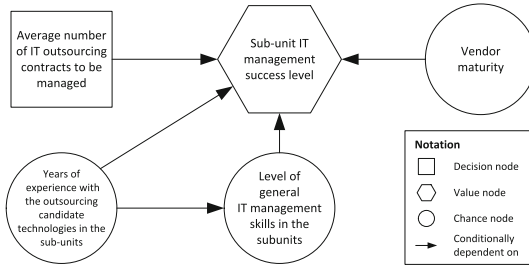 Average number
of IT outsourcing
contracts to be
managed
Sub-unit IT
management
success level
Vendor
maturity
Years of
experience with
the outsourcing
candidate
technologies in the
sub-units
Level of
general
IT management
skills in the
subunits
Notation
Decision node
Value node
Chance node
Conditionally
dependent on